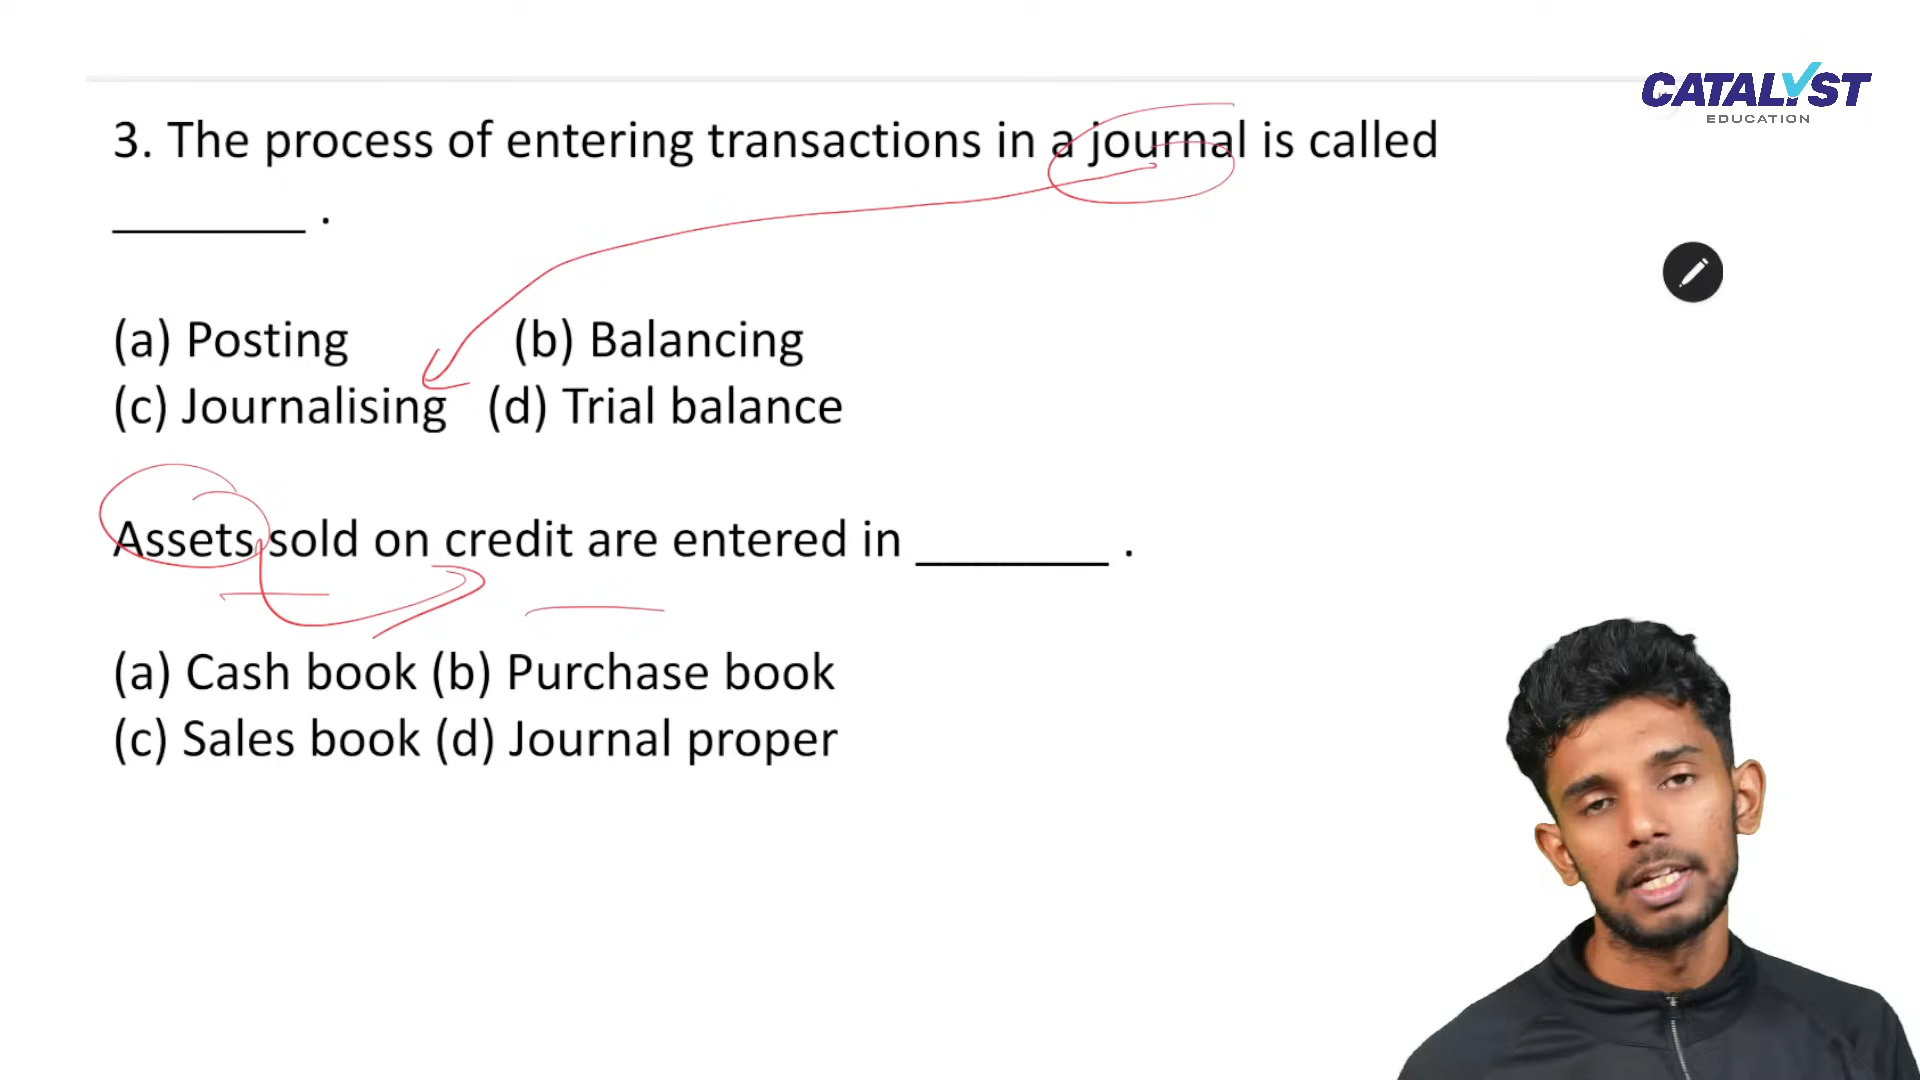 CATALYST
EDUCATION
3. The process of entering transactions in a journal is called
________ .
(a) Posting (b) Balancing
(c) Journalising (d) Trial balance
Assets sold on credit are entered in ________ .
(a) Cash book (b) Purchase book
(c) Sales book (d) Journal proper